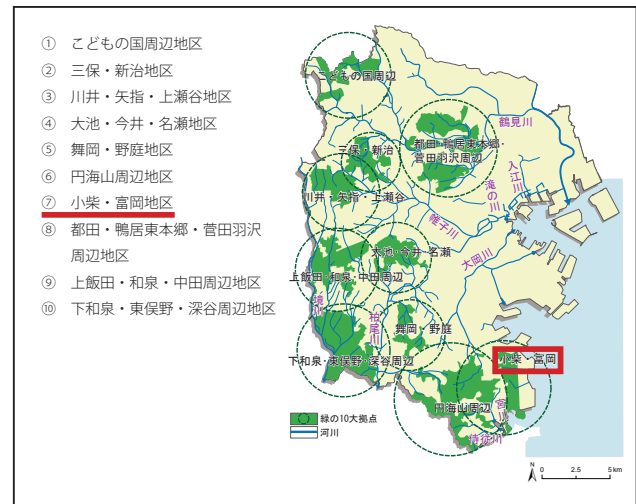 ① こどもの国周辺地区
② 三保・新治地区
③ 川井・矢指・上瀬谷地区
④ 大池・今井・名瀬地区
⑤ 舞岡・野庭地区
⑥ 円海山周辺地区
⑦ 小柴・富岡地区
⑧ 都田・鴨居東本郷・菅田羽沢
周辺地区
⑨ 上飯田・和泉・中田周辺地区
⑩ 下和泉・東俣野・深谷周辺地区
こどもの国周辺
鶴見川
都田・鴨居東本郷・
菅田羽沢周辺
三保・新治
入江川
滝の川
川井・矢指・上瀬谷
帷子川
大岡川
大池・今井・名瀬
上飯田・和泉・中田周辺
境川
柏尾川
舞岡・野庭
下和泉・東俣野・深谷周辺
小柴・富岡
円海山周辺
宮川
侍従川
緑の10大拠点
河川
N 0 2.5 5km